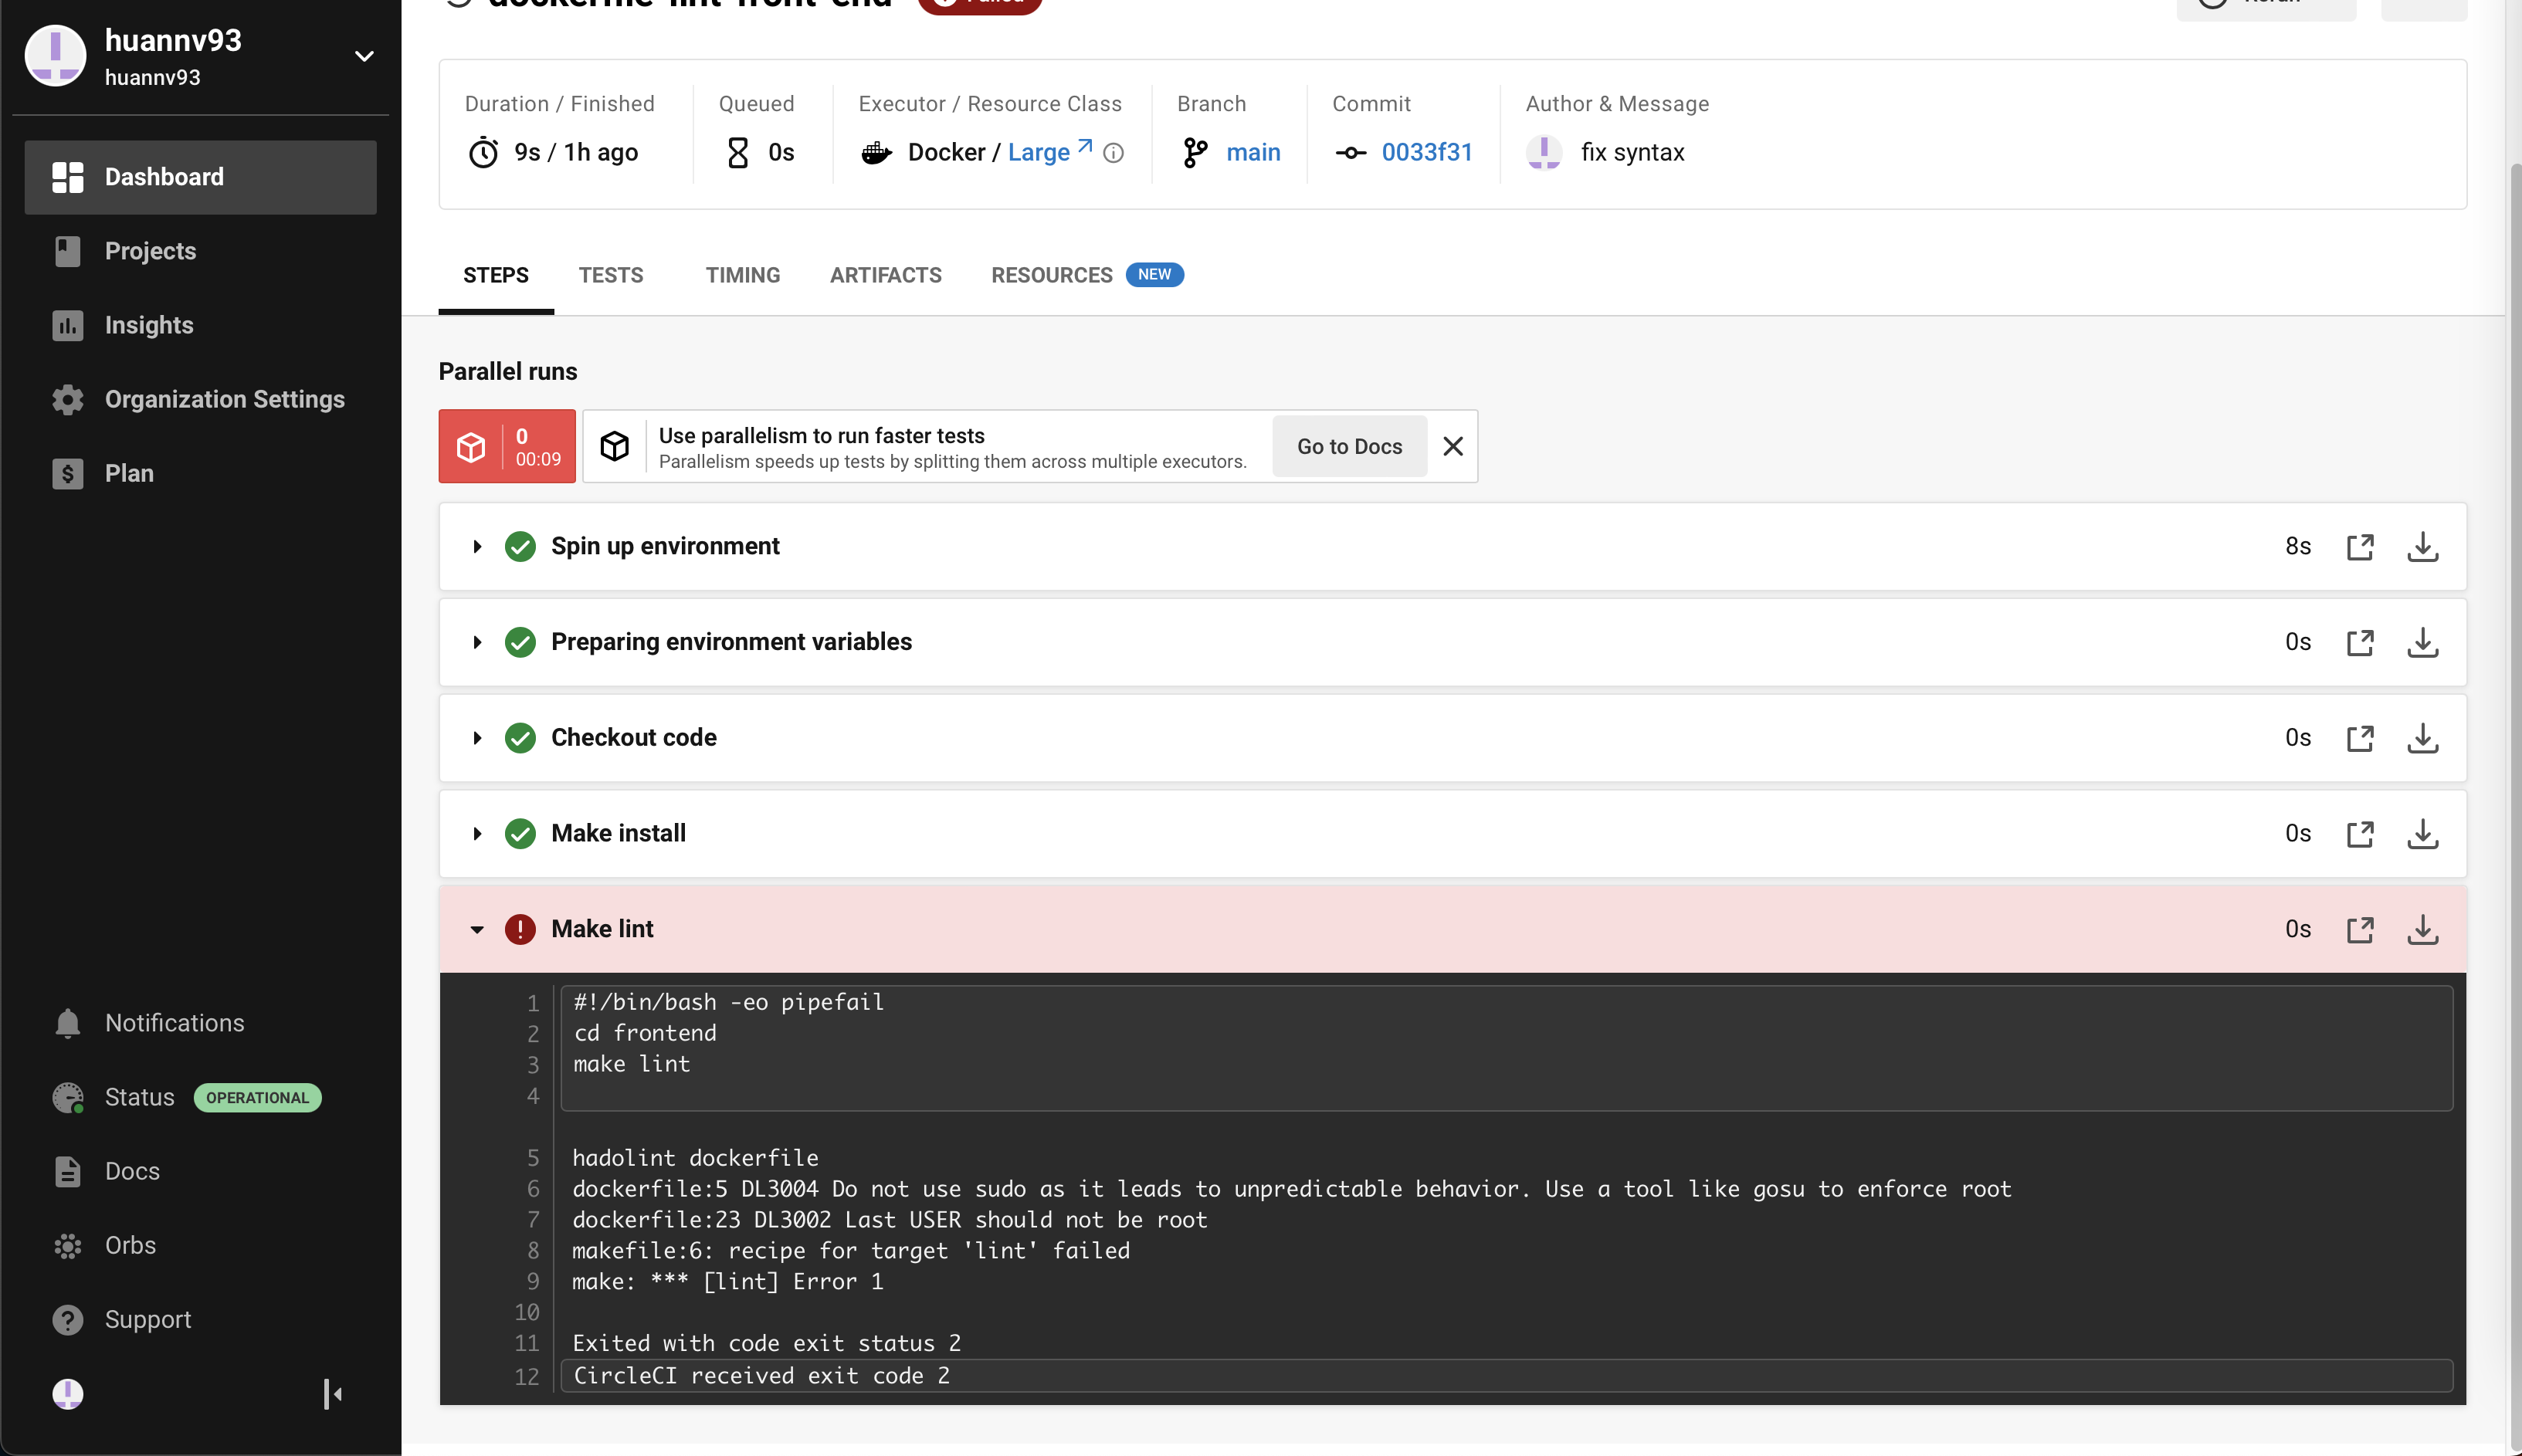 huannv93
huannv93
Dashboard
Projects
Insights
Organization Settings
Plan
Notifications
Status OPERATIONAL
Docs
Orbs
Support
dockerfile-lint-front-end Failed
Rerun
Duration / Finished
9s / 1h ago
Queued
0s
Executor / Resource Class
Docker / Large
Branch
main
Commit
0033f31
Author & Message
fix syntax
STEPS TESTS TIMING ARTIFACTS RESOURCES NEW
Parallel runs
0
00:09
Use parallelism to run faster tests
Parallelism speeds up tests by splitting them across multiple executors.
Go to Docs
Spin up environment 8s
Preparing environment variables 0s
Checkout code 0s
Make install 0s
Make lint 0s
1 #!/bin/bash -eo pipefail
2 cd frontend
3 make lint
4
5 hadolint dockerfile
6 dockerfile:5 DL3004 Do not use sudo as it leads to unpredictable behavior. Use a tool like gosu to enforce root
7 dockerfile:23 DL3002 Last USER should not be root
8 makefile:6: recipe for target 'lint' failed
9 make: *** [lint] Error 1
10
11 Exited with code exit status 2
12 CircleCI received exit code 2